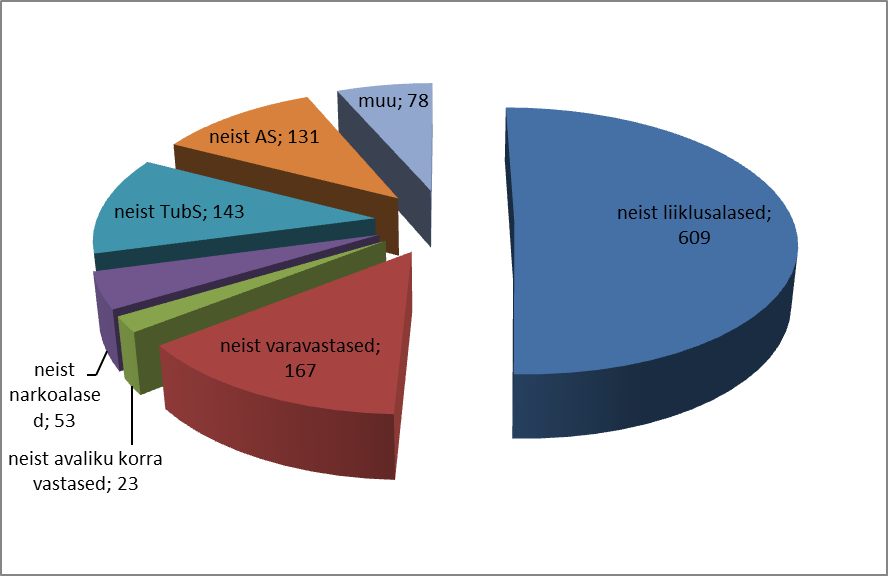 muu; 78
neist AS; 131
neist liiklusalased;
609
neist TubS; 143
neist varavastased;
167
neist
narkoalase
d; 53
neist avaliku korra
vastased; 23